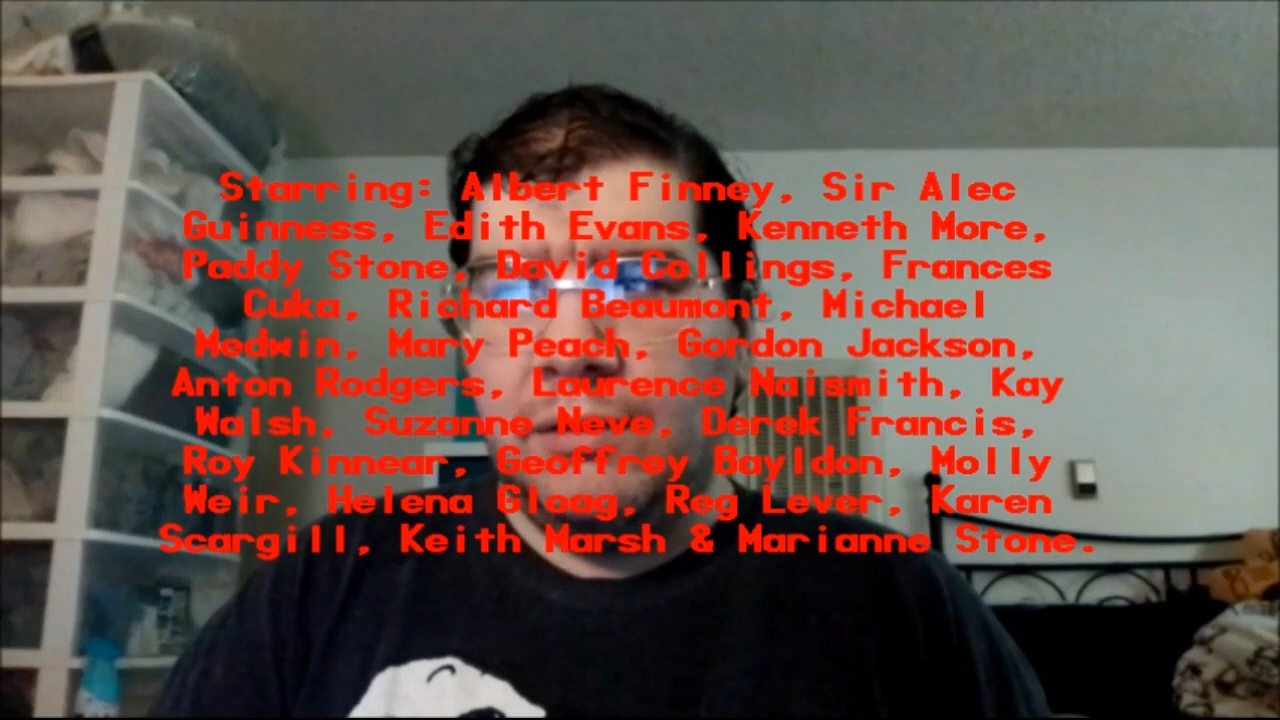 Starring: Albert Finney, Sir Alec
Guinness, Edith Evans, Kenneth More,
Paddy Stone, David Collings, Frances
Cuka, Richard Beaumont, Michael
Medwin, Mary Peach, Gordon Jackson,
Anton Rodgers, Laurence Naismith, Kay
Walsh, Suzanne Neve, Derek Francis,
Roy Kinnear, Geoffrey Bayldon, Molly
Weir, Helena Gloag, Reg Lever, Karen
Scargill, Keith Marsh & Marianne Stone.